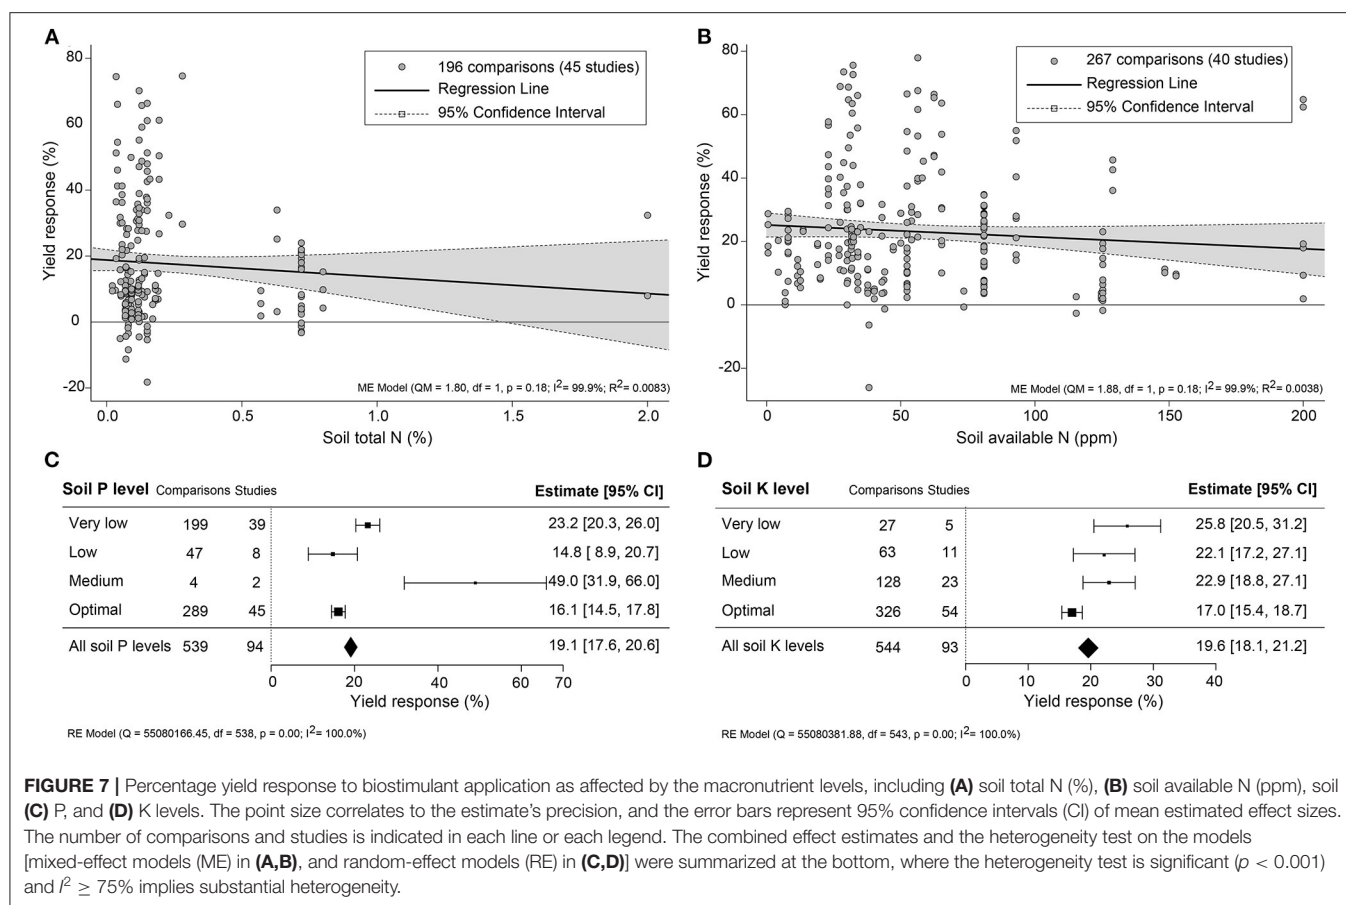 A
80
60
40
20
0
-20
Yield response (%)
196 comparisons (45 studies)
Regression Line
95% Confidence Interval
ME Model (QM = 1.80, df = 1, p = 0.18; I2= 99.9%; R2= 0.0083)
0.0 0.5 1.0 1.5 2.0
Soil total N (%)
B
80
60
40
20
0
-20
Yield response (%)
267 comparisons (40 studies)
Regression Line
95% Confidence Interval
ME Model (QM = 1.88, df = 1, p = 0.18; I2= 99.9%; R2= 0.0038)
0 50 100 150 200
Soil available N (ppm)
C
Soil P level Comparisons Studies Estimate [95% CI]
Very low 199 39 23.2 [20.3, 26.0]
Low 47 8 14.8 [ 8.9, 20.7]
Medium 4 2 49.0 [31.9, 66.0]
Optimal 289 45 16.1 [14.5, 17.8]
All soil P levels 539 94 19.1 [17.6, 20.6]
0 20 40 60 70
Yield response (%)
RE Model (Q = 55080166.45, df = 538, p = 0.00; I2= 100.0%)
D
Soil K level Comparisons Studies Estimate [95% CI]
Very low 27 5 25.8 [20.5, 31.2]
Low 63 11 22.1 [17.2, 27.1]
Medium 128 23 22.9 [18.8, 27.1]
Optimal 326 54 17.0 [15.4, 18.7]
All soil K levels 544 93 19.6 [18.1, 21.2]
0 10 20 30 40
Yield response (%)
RE Model (Q = 55080381.88, df = 543, p = 0.00; I2= 100.0%)
FIGURE 7 | Percentage yield response to biostimulant application as affected by the macronutrient levels, including (A) soil total N (%), (B) soil available N (ppm), soil
(C) P, and (D) K levels. The point size correlates to the estimate's precision, and the error bars represent 95% confidence intervals (CI) of mean estimated effect sizes.
The number of comparisons and studies is indicated in each line or each legend. The combined effect estimates and the heterogeneity test on the models
[mixed-effect models (ME) in (A,B), and random-effect models (RE) in (C,D)] were summarized at the bottom, where the heterogeneity test is significant (p < 0.001)
and I2 ≥ 75% implies substantial heterogeneity.